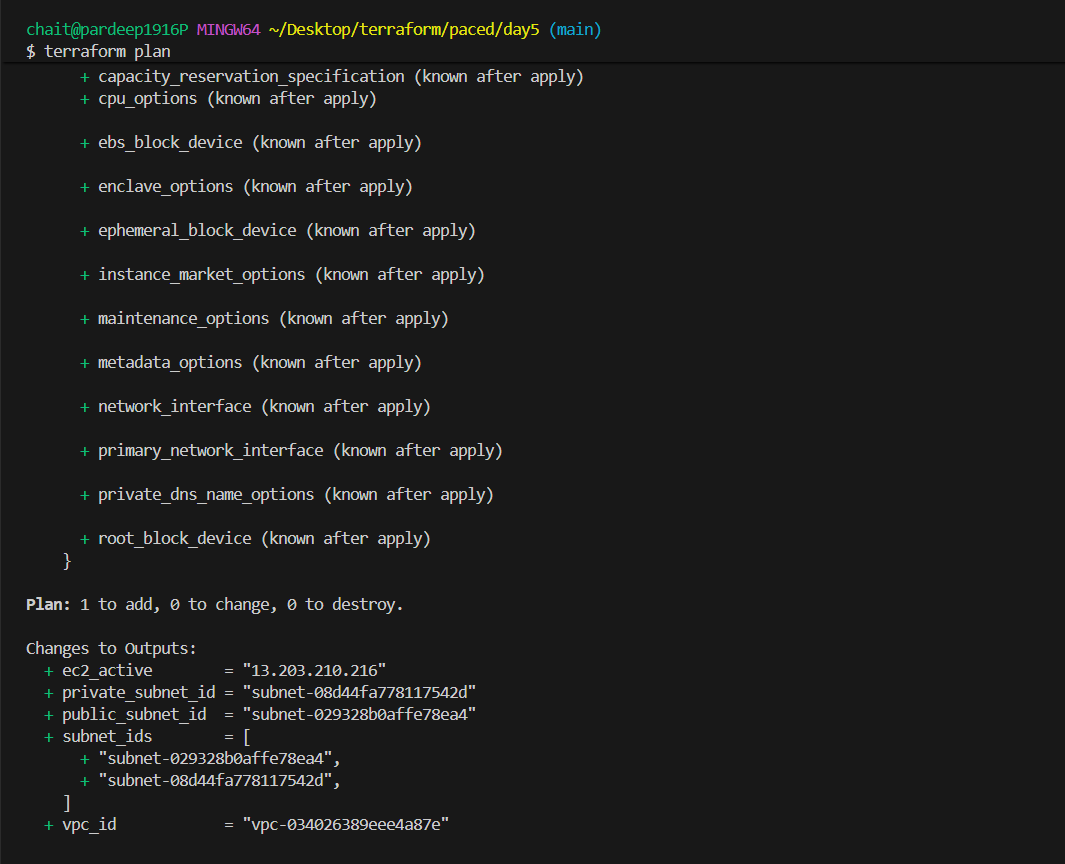 chait@pardeep1916P MINGW64 ~/Desktop/terraform/paced/day5 (main)
$ terraform plan
+ capacity_reservation_specification (known after apply)
+ cpu_options (known after apply)
+ ebs_block_device (known after apply)
+ enclave_options (known after apply)
+ ephemeral_block_device (known after apply)
+ instance_market_options (known after apply)
+ maintenance_options (known after apply)
+ metadata_options (known after apply)
+ network_interface (known after apply)
+ primary_network_interface (known after apply)
+ private_dns_name_options (known after apply)
+ root_block_device (known after apply)
}
Plan: 1 to add, 0 to change, 0 to destroy.
Changes to Outputs:
+ ec2_active = "13.203.210.216"
+ private_subnet_id = "subnet-08d44fa778117542d"
+ public_subnet_id = "subnet-029328b0affe78ea4"
+ subnet_ids = [
+ "subnet-029328b0affe78ea4",
+ "subnet-08d44fa778117542d",
]
+ vpc_id = "vpc-034026389eee4a87e"